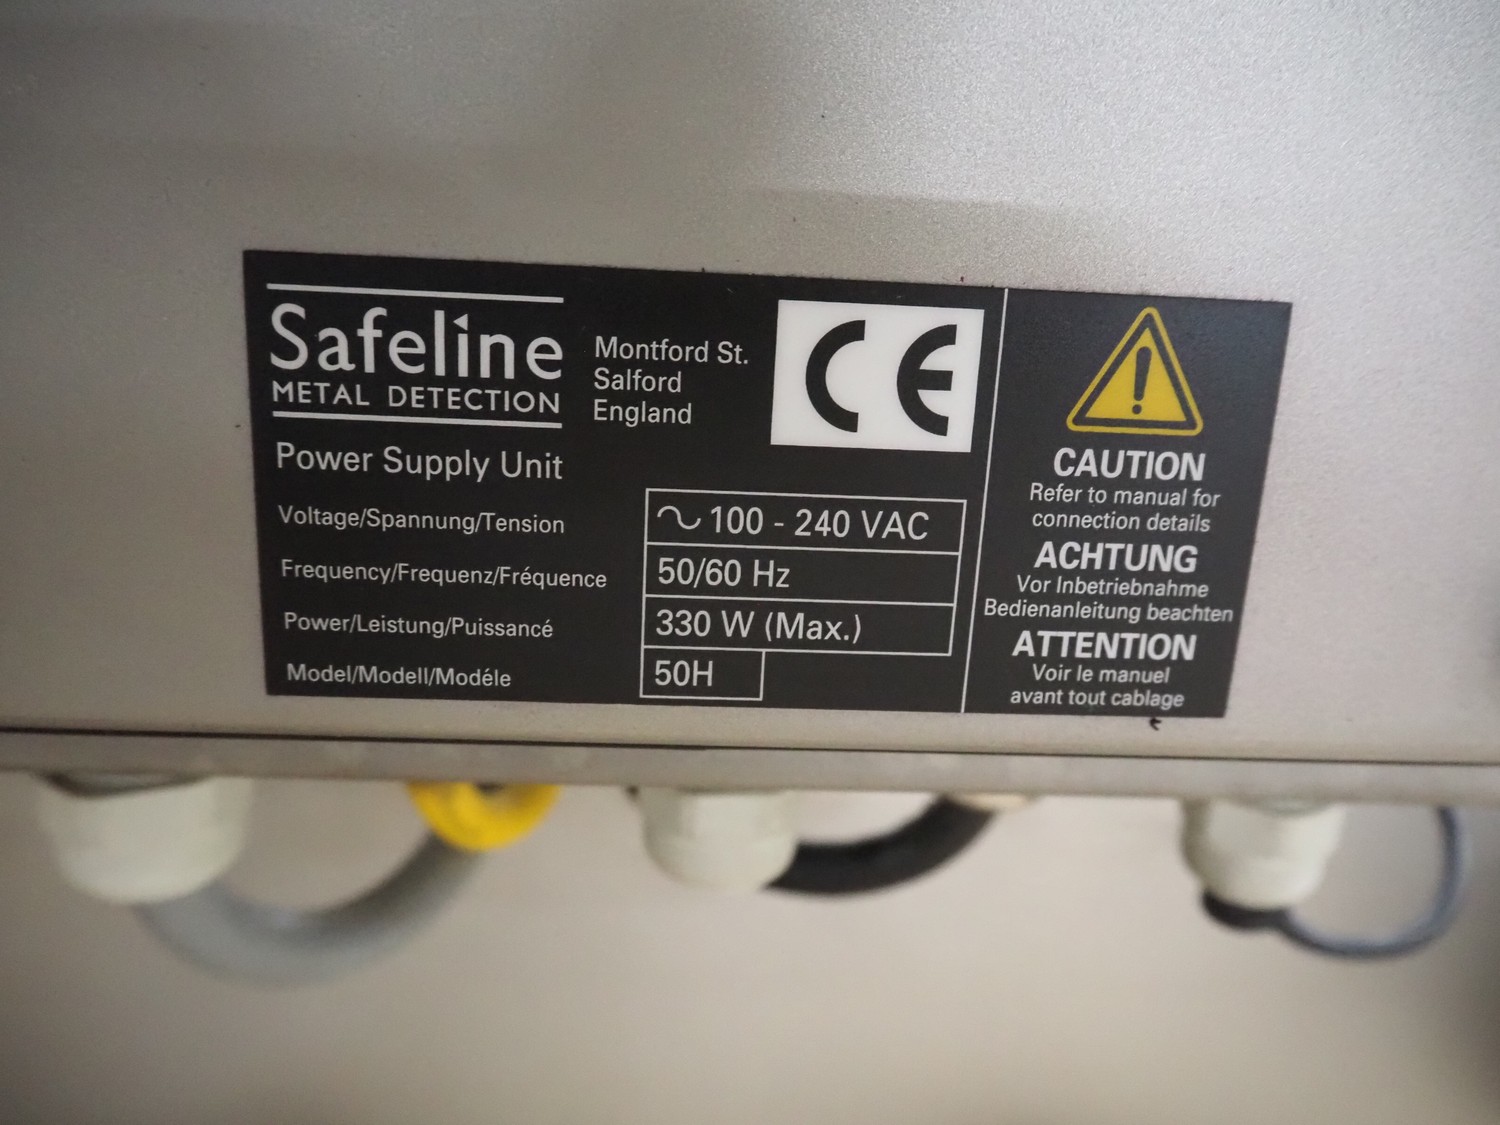 Safeline
METAL DETECTION
Montford St.
Salford
England
CE
Power Supply Unit
Voltage/Spannung/Tension
100 - 240 VAC
Frequency/Frequenz/Fréquence
50/60 Hz
Power/Leistung/Puissancé
330 W (Max.)
Model/Modell/Modéle
50H
CAUTION
Refer to manual for
connection details
ACHTUNG
Vor Inbetriebnahme
Bedienanleitung beachten
ATTENTION
Voir le manuel
avant tout cablage